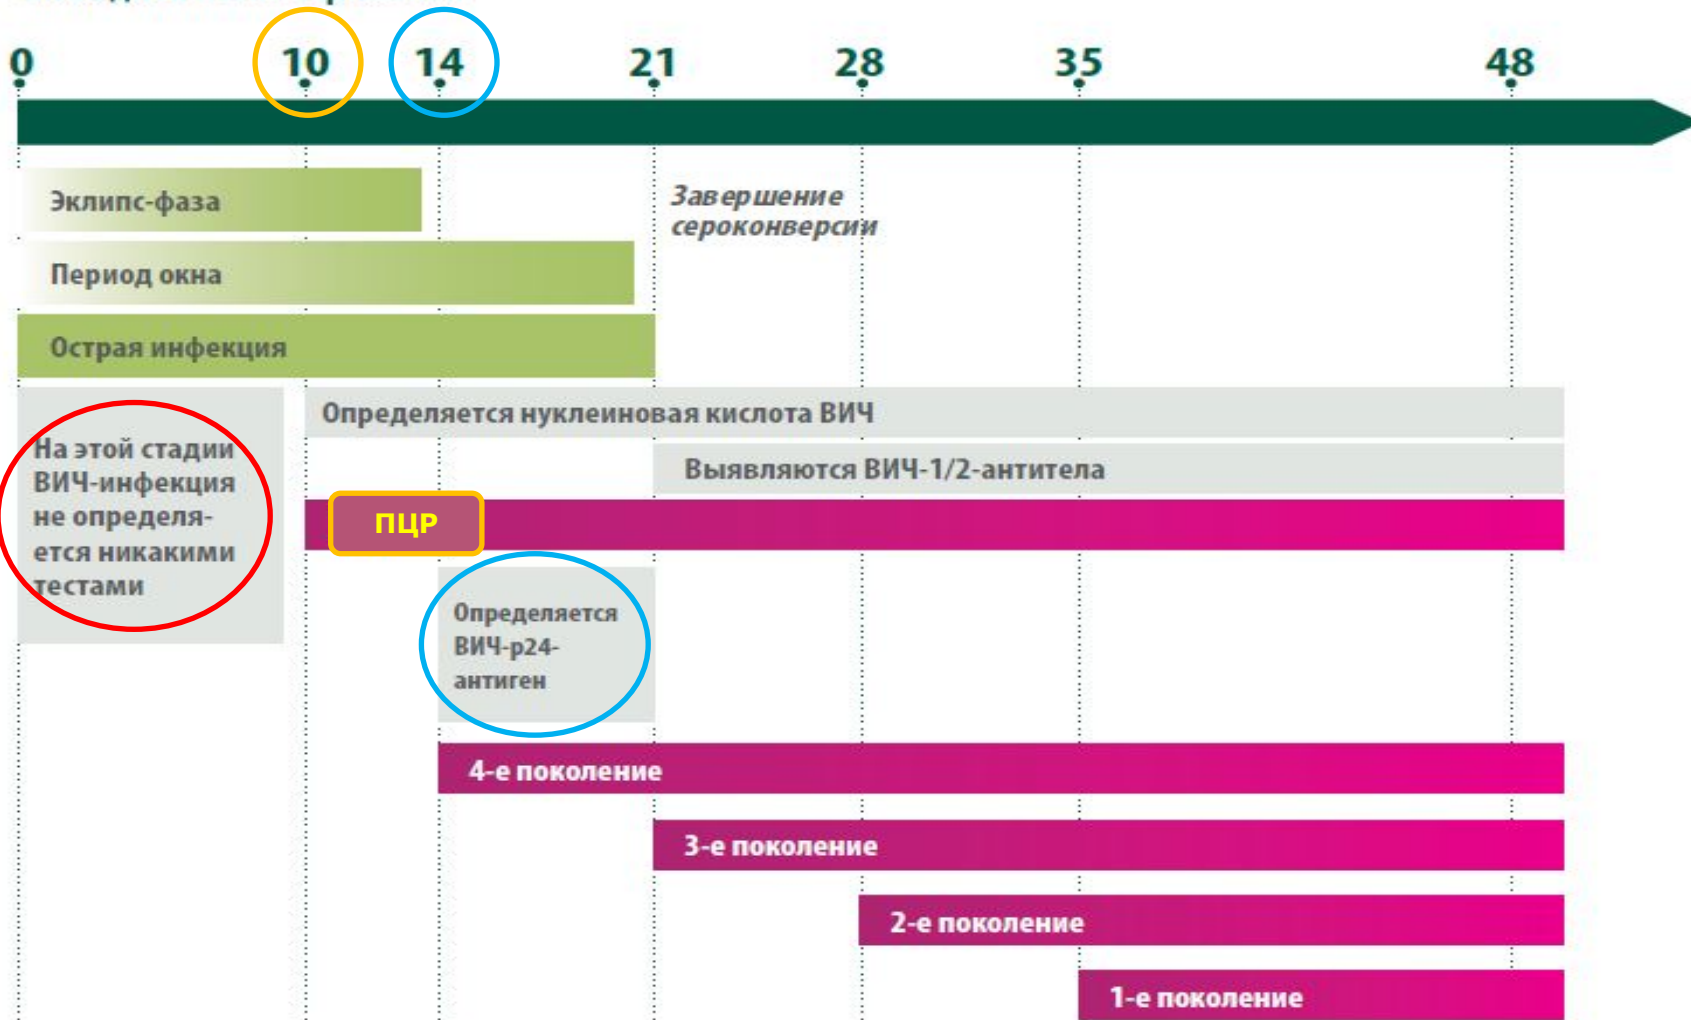 0 10 14 21 28 35 48
Эклипс-фаза
Завершение
сероконверсии
Период окна
Острая инфекция
На этой стадии
ВИЧ-инфекция
не определя-
ется никакими
тестами
Определяется нуклеиновая кислота ВИЧ
Выявляются ВИЧ-1/2-антитела
ПЦР
Определяется
ВИЧ-р24-
антиген
4-е поколение
3-е поколение
2-е поколение
1-е поколение